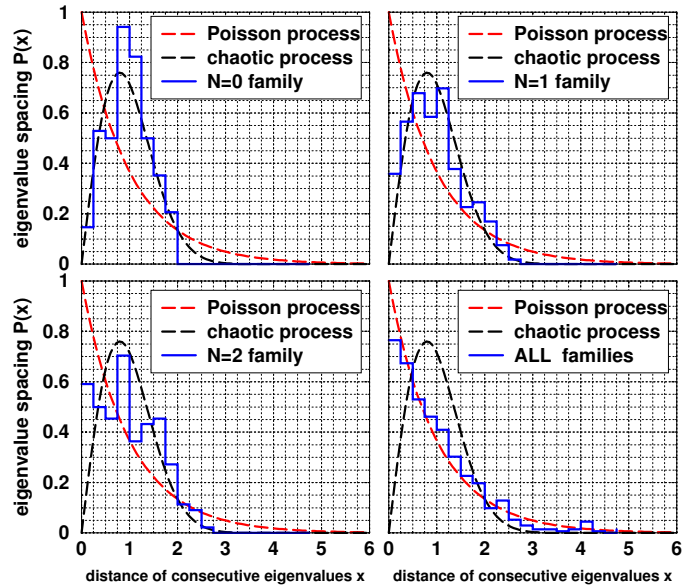 eigenvalue spacing P(x)
1
0.8
0.6
0.4
0.2
0
Poisson process
chaotic process
N=0 family
Poisson process
chaotic process
N=1 family
eigenvalue spacing P(x)
1
0.8
0.6
0.4
0.2
0
Poisson process
chaotic process
N=2 family
Poisson process
chaotic process
ALL families
0 1 2 3 4 5 6
0 1 2 3 4 5 6
distance of consecutive eigenvalues x
distance of consecutive eigenvalues x